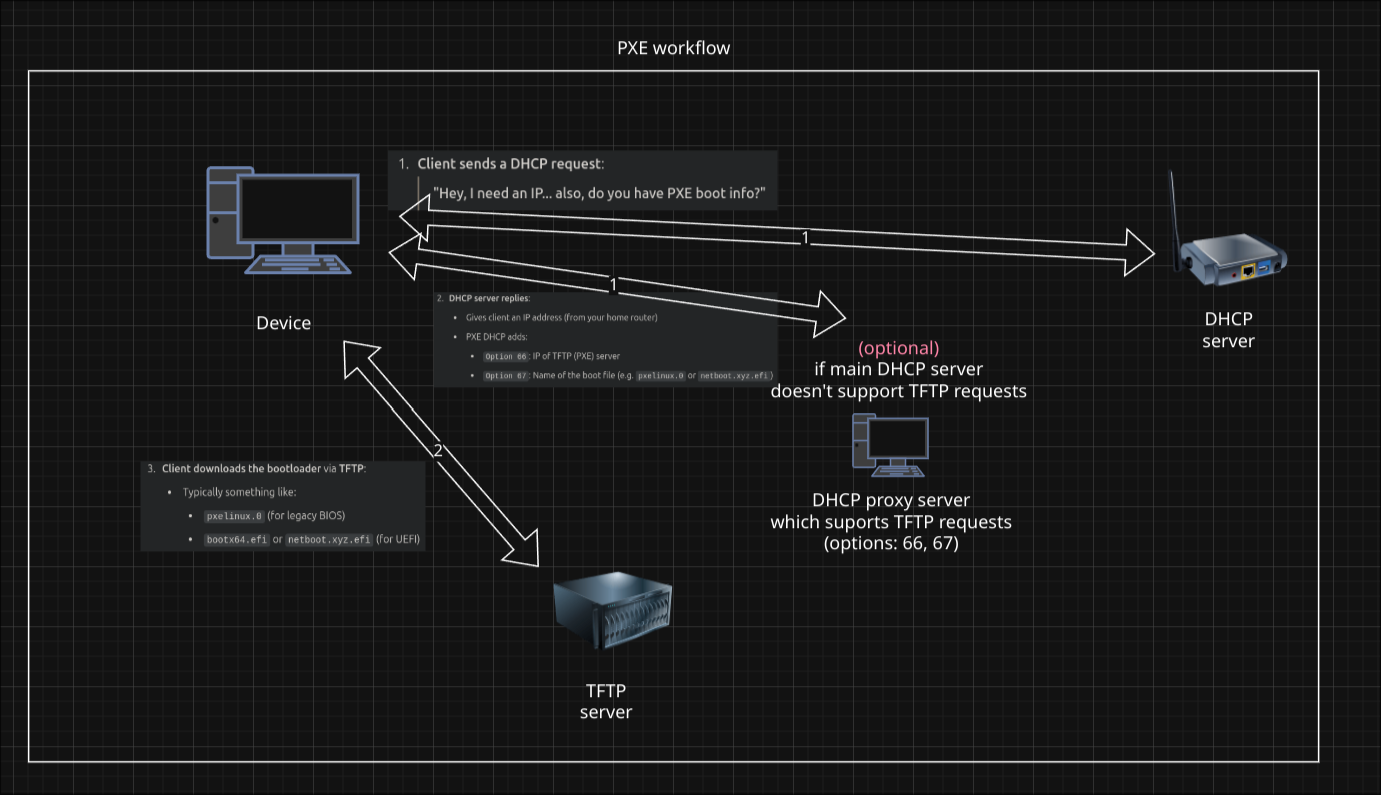 PXE workflow
1. Client sends a DHCP request:
"Hey, I need an IP... also, do you have PXE boot info?"
1
1
2. DHCP server replies:
• Gives client an IP address (from your home router)
• PXE DHCP adds:
• Option 66: IP of TFTP (PXE) server
• Option 67: Name of the boot file (e.g. pxelinux.0 or netboot.xyz.efi)
Device
DHCP
server
(optional)
if main DHCP server
doesn't support TFTP requests
DHCP proxy server
which suports TFTP requests
(options: 66, 67)
2
3. Client downloads the bootloader via TFTP:
• Typically something like:
• pxelinux.0 (for legacy BIOS)
• bootx64.efi or netboot.xyz.efi (for UEFI)
TFTP
server